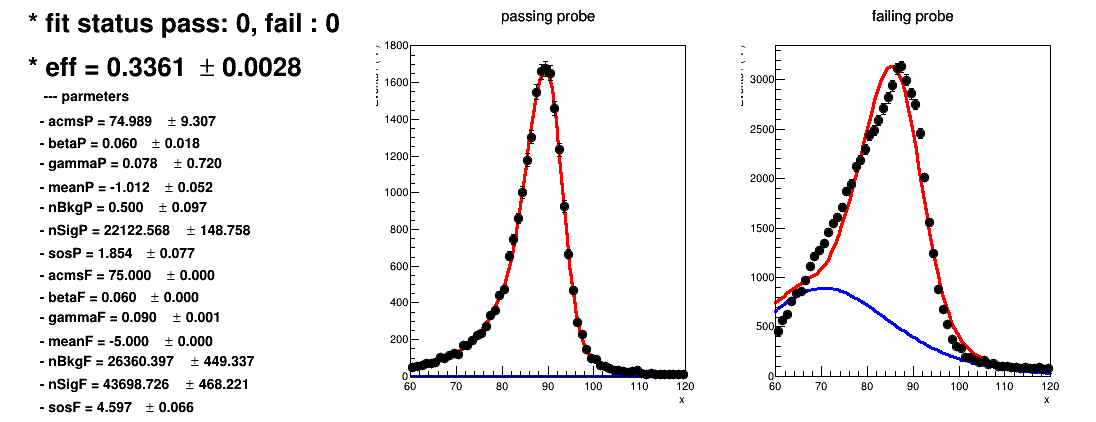 * fit status pass: 0, fail : 0
* eff = 0.3361 ± 0.0028
--- parmeters
- acmsP = 74.989 ± 9.307
- betaP = 0.060 ± 0.018
- gammaP = 0.078 ± 0.720
- meanP = -1.012 ± 0.052
- nBkgP = 0.500 ± 0.097
- nSigP = 22122.568 ± 148.758
- sosP = 1.854 ± 0.077
- acmsF = 75.000 ± 0.000
- betaF = 0.060 ± 0.000
- gammaF = 0.090 ± 0.001
- meanF = -5.000 ± 0.000
- nBkgF = 26360.397 ± 449.337
- nSigF = 43698.726 ± 468.221
- sosF = 4.597 ± 0.066
passing probe
1800
1600
1400
1200
1000
800
600
400
200
0
60 70 80 90 100 110 120
x
failing probe
3000
2500
2000
1500
1000
500
0
60 70 80 90 100 110 120
x